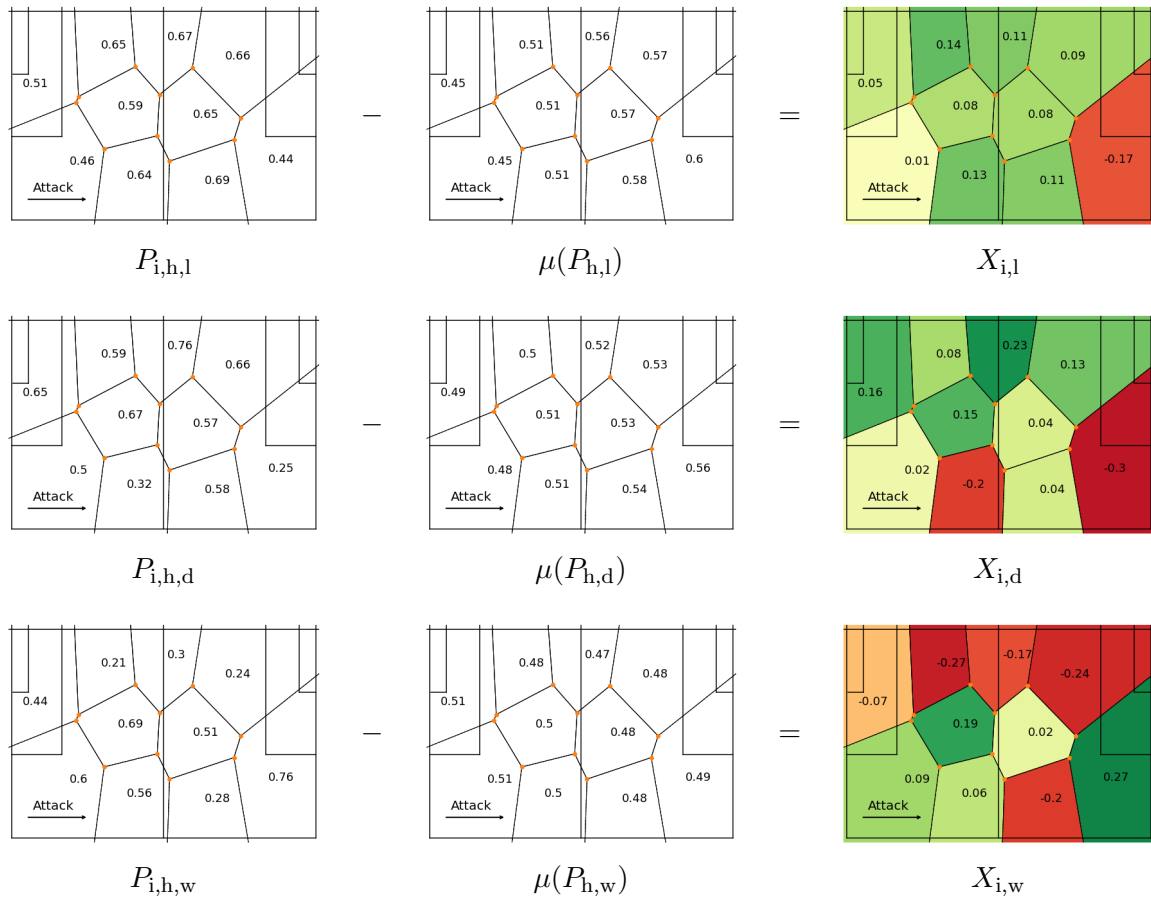 0.65 0.67 0.66 0.51 0.59 0.65 0.46 0.64 0.69 0.44 Attack
−
0.51 0.56 0.57 0.45 0.51 0.57 0.45 0.51 0.58 0.6 Attack
=
0.14 0.11 0.09 0.05 0.08 0.08 0.01 0.13 0.11 -0.17 Attack
P_{i,h,l} μ(P_{h,l}) X_{i,l}
0.59 0.76 0.66 0.65 0.67 0.57 0.5 0.32 0.58 0.25 Attack
−
0.5 0.52 0.53 0.49 0.51 0.53 0.48 0.51 0.54 0.56 Attack
=
0.08 0.23 0.13 0.16 0.15 0.04 0.02 -0.2 0.04 -0.3 Attack
P_{i,h,d} μ(P_{h,d}) X_{i,d}
0.21 0.3 0.24 0.44 0.69 0.51 0.6 0.56 0.28 0.76 Attack
−
0.48 0.47 0.48 0.51 0.5 0.48 0.51 0.5 0.48 0.49 Attack
=
-0.27 -0.17 -0.24 -0.07 0.19 0.02 0.09 0.06 -0.2 0.27 Attack
P_{i,h,w} μ(P_{h,w}) X_{i,w}